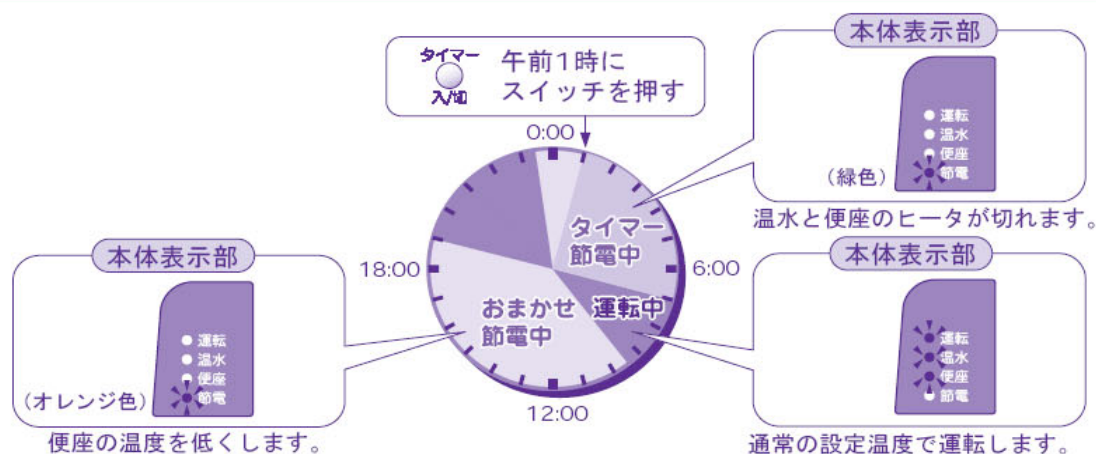 タイマー
入/切
午前1時に
スイッチを押す
0:00
6:00
12:00
18:00
タイマー
節電中
運転中
おまかせ
節電中
本体表示部
運転
温水
便座
節電
(緑色)
温水と便座のヒータが切れます。
本体表示部
運転
温水
便座
節電
通常の設定温度で運転します。
本体表示部
運転
温水
便座
節電
(オレンジ色)
便座の温度を低くします。